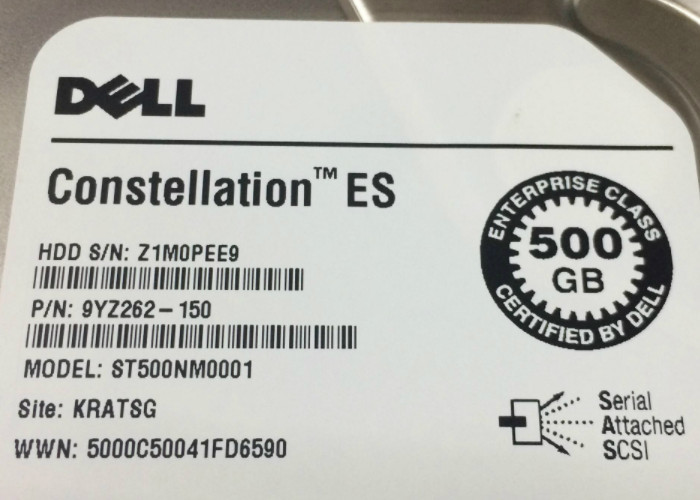 DELL
Constellation™ ES
HDD S/N: Z1M0PEE9
P/N: 9YZ262-150
MODEL: ST500NM0001
Site: KRATSG
WWN: 5000C50041FD6590
ENTERPRISE CLASS
500
GB
CERTIFIED BY DELL
Serial
Attached
SCSI